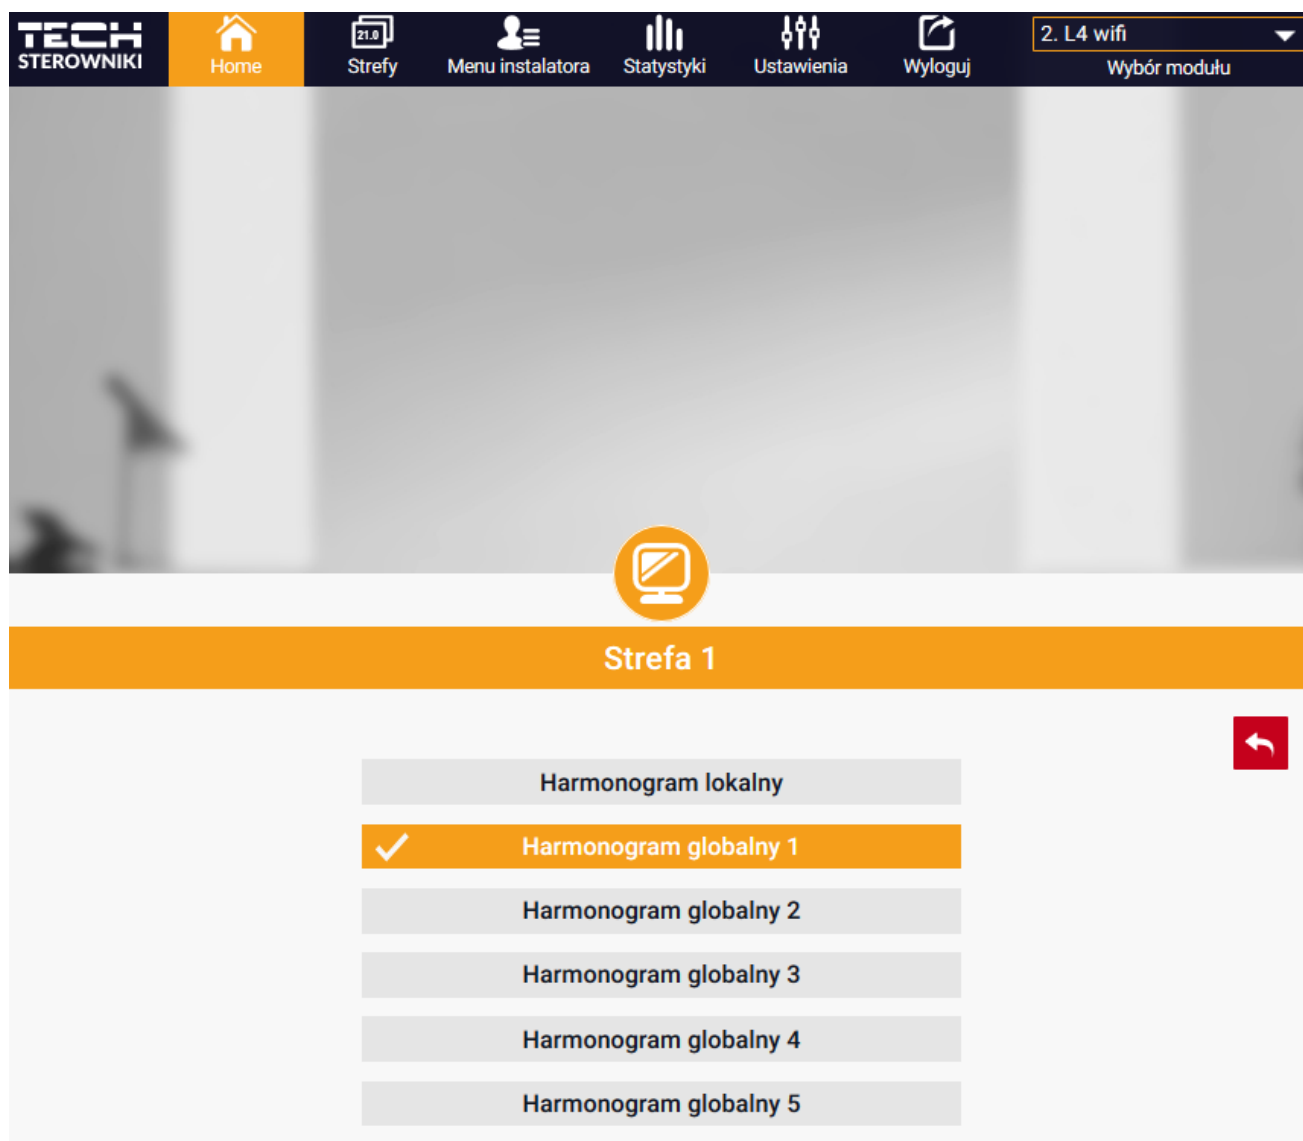 TECH
STEROWNIKI
Home
21.0
Strefy
Menu instalatora
Statystyki
Ustawienia
Wyloguj
2. L4 wifi
Wybór modułu
Strefa 1
Harmonogram lokalny
Harmonogram globalny 1
Harmonogram globalny 2
Harmonogram globalny 3
Harmonogram globalny 4
Harmonogram globalny 5